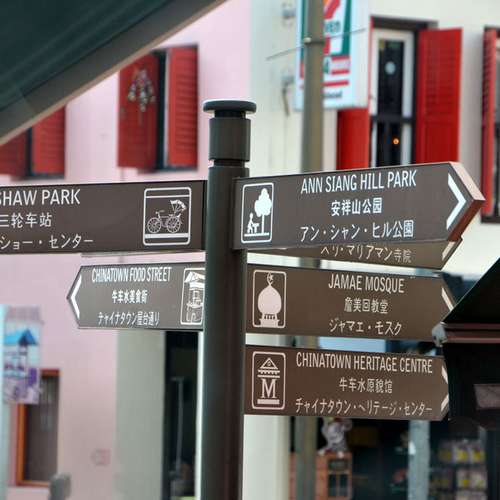 SHAW PARK
三轮车站
ショー・センター
ANN SIANG HILL PARK
安祥山公园
アン・シャン・ヒル公園
ヘリ・マリアマン寺院
CHINATOWN FOOD STREET
牛车水美食街
チャイナタウン屋台通り
JAMAE MOSQUE
詹美回教堂
ジャマエ・モスク
CHINATOWN HERITAGE CENTRE
牛车水原貌馆
チャイナタウン・ヘリテージ・センター
M